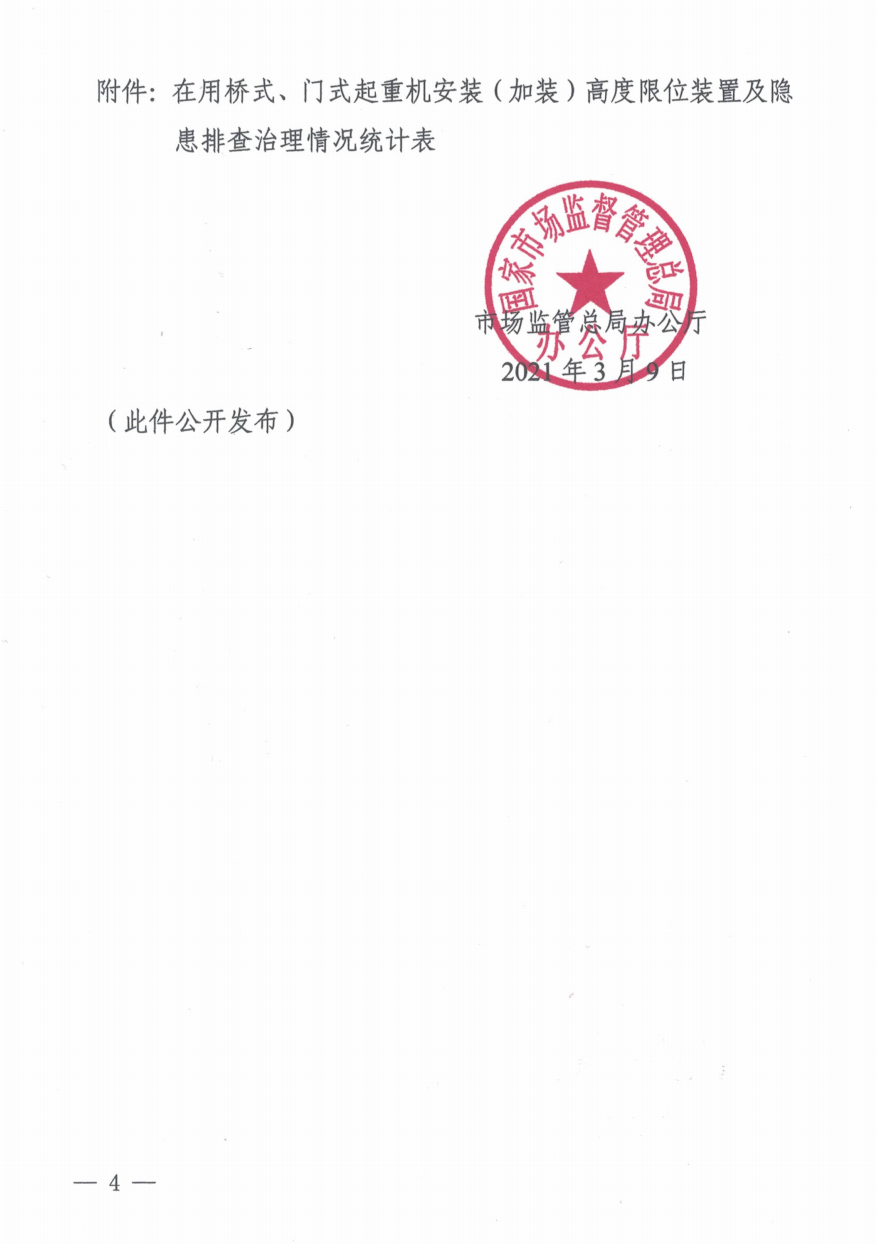 附件：在用桥式、门式起重机安装（加装）高度限位装置及隐
患排查治理情况统计表
国家市场监督管理总局
办公厅
市场监管总局办公厅
2021年3月9日
（此件公开发布）
— 4 —